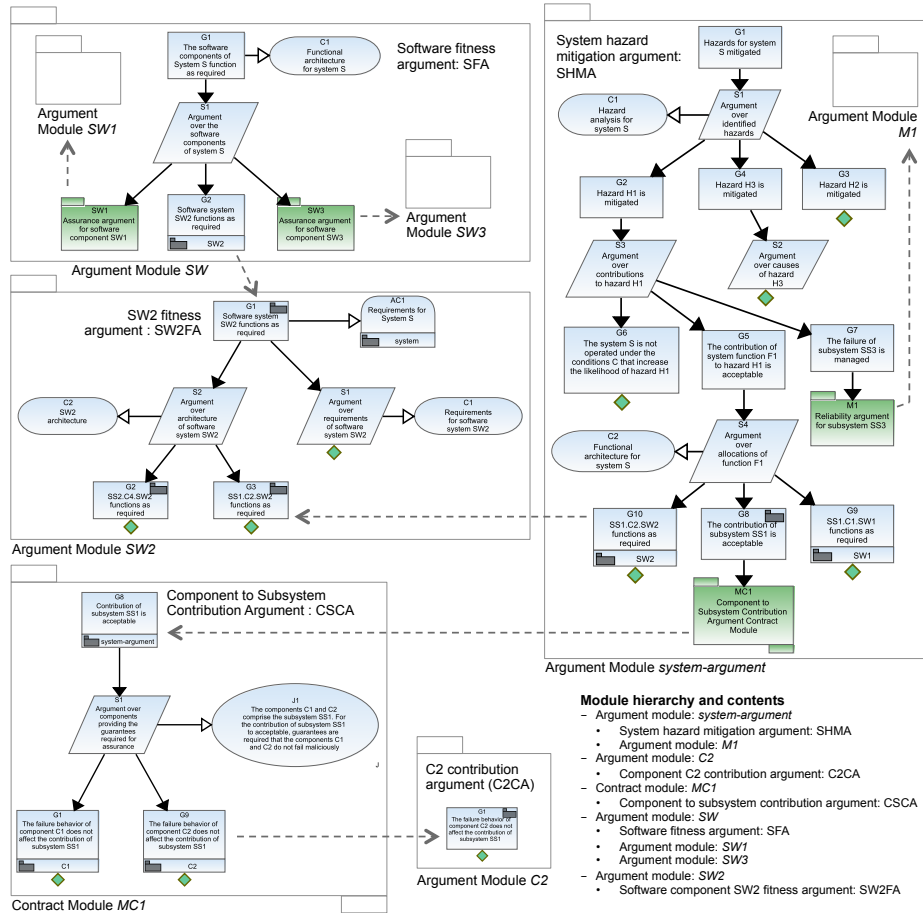 G1
The software
components of
System S function
as required
C1
Functional
architecture
for system S
Software fitness
argument: SFA
Argument
Module SW1
S1
Argument
over the
software
components
of system S
SW1
Assurance argument
for software
component SW1
G2
Software system
SW2 functions as
required
SW2
SW3
Assurance argument
for software
component SW3
Argument
Module SW3
Argument Module SW
SW2 fitness
argument : SW2FA
G1
Software system
SW2 functions as
required
AC1
Requirements for
System S
system
C2
SW2
architecture
S2
Argument
over
architecture of
software
system SW2
S1
Argument
over
requirements
of software
system SW2
C1
Requirements
for software
system SW2
G2
SS2.C4.SW2
functions as
required
G3
SS1.C2.SW2
functions as
required
Argument Module SW2
System hazard
mitigation argument:
SHMA
G1
Hazards for system
S mitigated
C1
Hazard
analysis for
system S
S1
Argument
over
identified
hazards
Argument Module
M1
G2
Hazard H1 is
mitigated
G4
Hazard H3 is
mitigated
G3
Hazard H2 is
mitigated
S3
Argument
over
contributions
to hazard H1
S2
Argument
over causes
of hazard
H3
G6
The system S is not
operated under the
conditions C that increase
the likelihood of hazard H1
G5
The contribution of
system function F1
to hazard H1 is
acceptable
G7
The failure of
subsystem SS3 is
managed
M1
Reliability argument
for subsystem SS3
C2
Functional
architecture for
system S
S4
Argument
over
allocations of
function F1
G10
SS1.C2.SW2
functions as
required
SW2
G8
The contribution of
subsystem SS1 is
acceptable
G9
SS1.C1.SW1
functions as
required
SW1
MC1
Component to
Subsystem Contribution
Argument Contract
Module
Argument Module system-argument
G8
Contribution of
subsystem SS1 is
acceptable
system-argument
Component to Subsystem
Contribution Argument : CSCA
S1
Argument over
components
providing the
guarantees
required for
assurance
J1
The components C1 and C2
comprise the subsystem SS1. For
the contribution of subsystem SS1
to acceptable, guarantees are
required that the components C1
and C2 do not fail maliciously
J
G1
The failure behavior of
component C1 does not
affect the contribution of
subsystem SS1
C1
G9
The failure behavior of
component C2 does not
affect the contribution of
subsystem SS1
C2
Contract Module MC1
C2 contribution
argument (C2CA)
G1
The failure behavior of
component C2 does not
affect the contribution of
subsystem SS1
Argument Module C2
Module hierarchy and contents
– Argument module: system-argument
• System hazard mitigation argument: SHMA
• Argument module: M1
– Argument module: C2
• Component C2 contribution argument: C2CA
– Contract module: MC1
• Component to subsystem contribution argument: CSCA
– Argument module: SW
• Software fitness argument: SFA
• Argument module: SW1
• Argument module: SW3
– Argument module: SW2
• Software component SW2 fitness argument: SW2FA